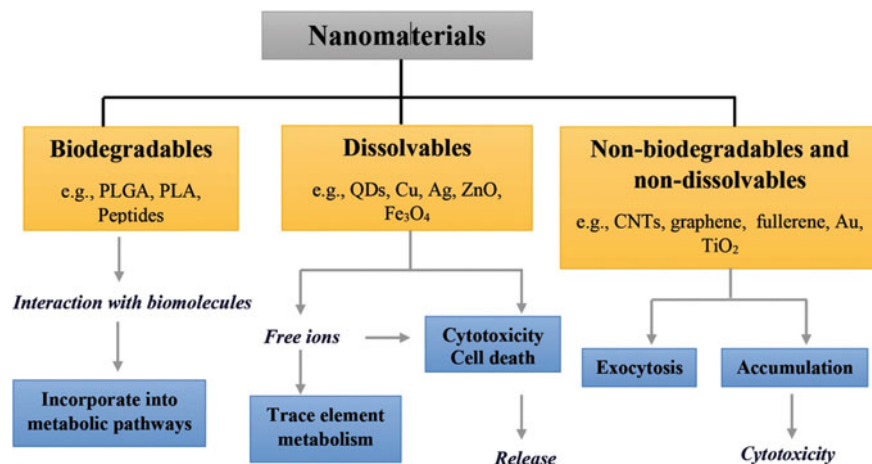 Nanomaterials
Biodegradables
e.g., PLGA, PLA,
Peptides
Dissolvables
e.g., QDs, Cu, Ag, ZnO,
Fe₃O₄
Non-biodegradables and
non-dissolvables
e.g., CNTs, graphene, fullerene, Au,
TiO₂
Interaction with biomolecules
Incorporate into
metabolic pathways
Free ions
Cytotoxicity
Cell death
Trace element
metabolism
Release
Exocytosis
Accumulation
Cytotoxicity